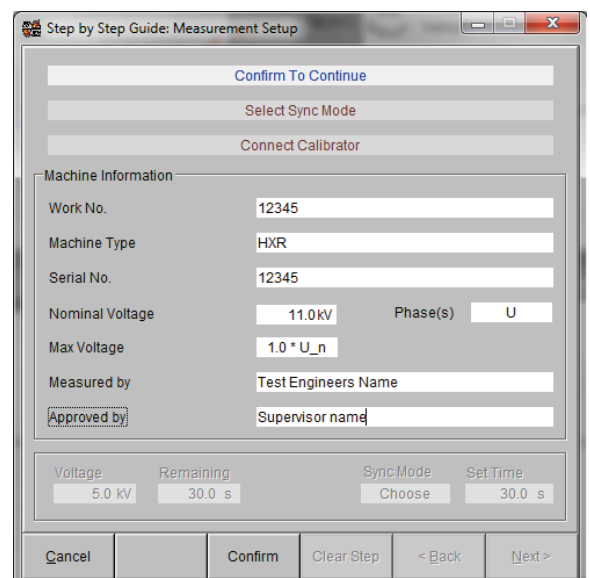 Step by Step Guide: Measurement Setup
Confirm To Continue
Select Sync Mode
Connect Calibrator
Machine Information
Work No. 12345
Machine Type HXR
Serial No. 12345
Nominal Voltage 11.0kV Phase(s) U
Max Voltage 1.0 * U_n
Measured by Test Engineers Name
Approved by Supervisor name
Voltage Remaining Sync Mode Set Time
5.0 kV 30.0 s Choose 30.0 s
Cancel Confirm Clear Step < Back Next >